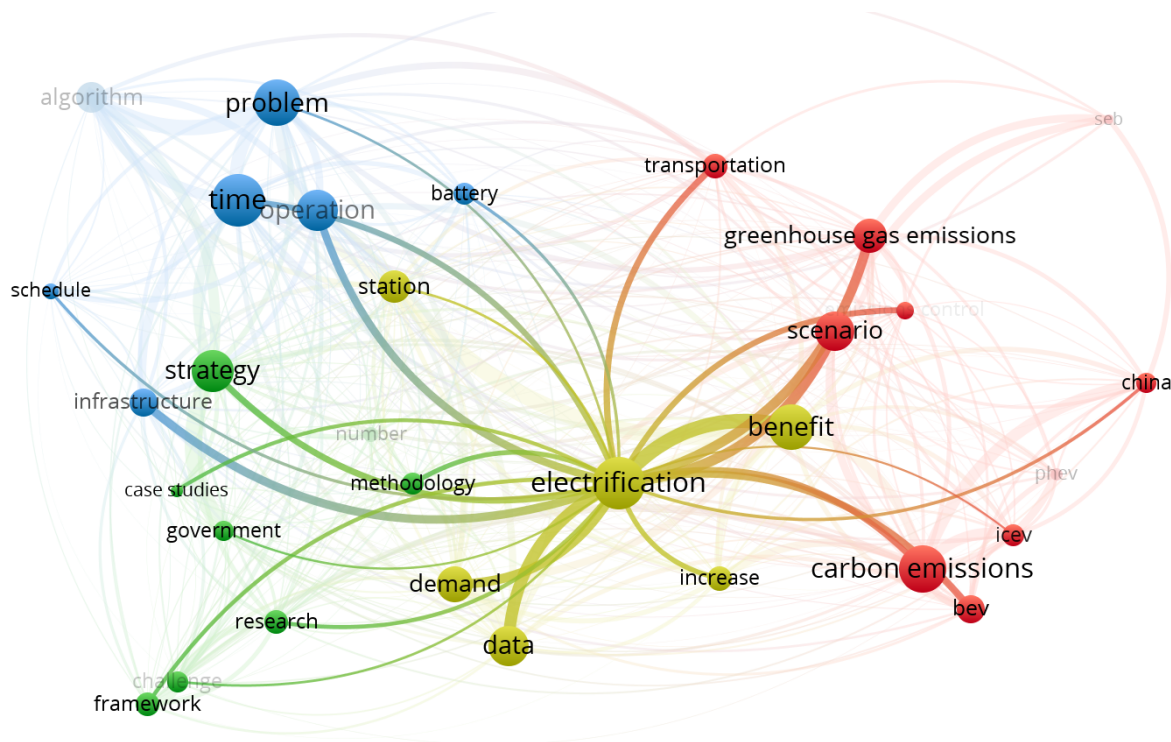 algorithm
problem
seb
transportation
battery
time
operation
greenhouse gas emissions
station
schedule
control
scenario
strategy
china
infrastructure
benefit
number
phev
methodology
electrification
case studies
government
icev
carbon emissions
increase
demand
bev
research
data
challenge
framework